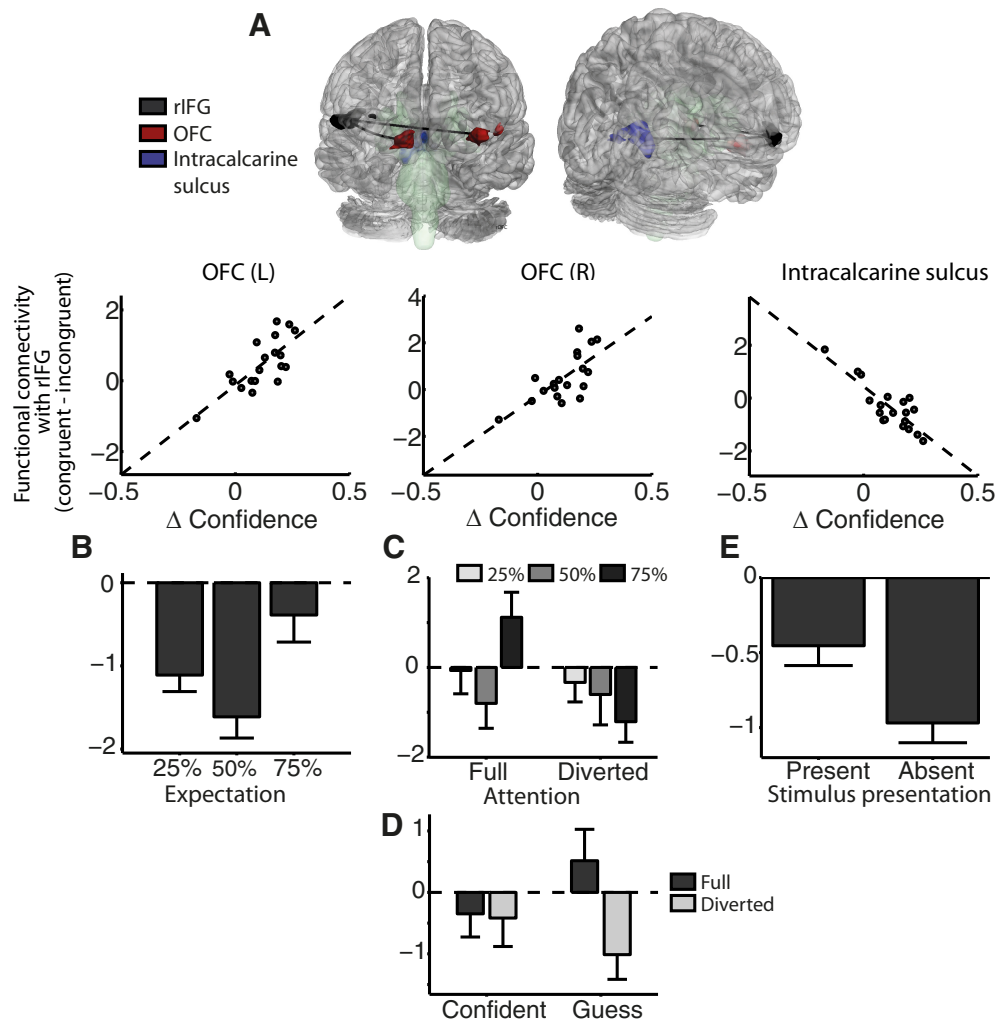 A
rIFG
OFC
Intracalcarine
sulcus
OFC (L)
OFC (R)
Intracalcarine sulcus
Functional connectivity
with rIFG
(congruent - incongruent)
2
0
−2
−0.5 0 0.5
Δ Confidence
4
2
0
−2
−0.5 0 0.5
Δ Confidence
2
0
−2
−0.5 0 0.5
Δ Confidence
B
0
−1
−2
25% 50% 75%
Expectation
C
25% 50% 75%
2
0
−2
Full Diverted
Attention
E
0
−0.5
−1
Present Absent
Stimulus presentation
D
1
0
−1
Confident Guess
Full
Diverted